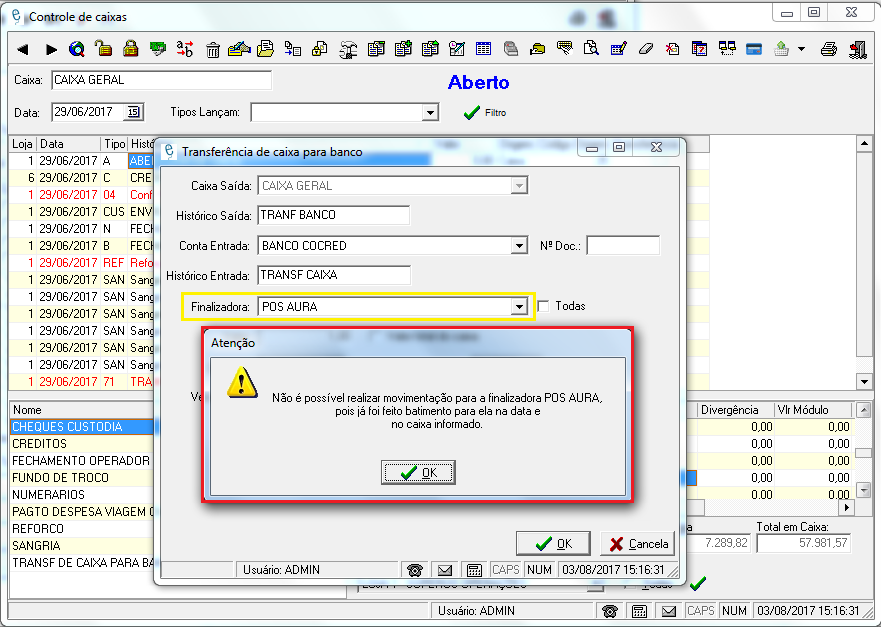 Controle de caixas
Caixa: CAIXA GERAL
Aberto
Data: 29/06/2017 15 Tipos Lançam: Filtro
Loja Data Tipo Histó
1 29/06/2017 A ABE
6 29/06/2017 C CRE
1 29/06/2017 04 Conf
1 29/06/2017 CUS ENV
1 29/06/2017 N FECH
1 29/06/2017 B FECH
1 29/06/2017 REF Refo
1 29/06/2017 SAN Sang
1 29/06/2017 SAN Sang
1 29/06/2017 SAN Sang
1 29/06/2017 SAN Sang
1 29/06/2017 SAN Sang
1 29/06/2017 SAN Sang
1 29/06/2017 71 TRA
Transferência de caixa para banco
Caixa Saída: CAIXA GERAL
Histórico Saída: TRANF BANCO
Conta Entrada: BANCO COCRED Nº Doc.:
Histórico Entrada: TRANSF CAIXA
Finalizadora: POS AURA Todas
Ve
Atenção
Não é possível realizar movimentação para a finalizadora POS AURA,
pois já foi feito batimento para ela na data e
no caixa informado.
OK
OK Cancela
Usuário: ADMIN CAPS NUM 03/08/2017 15:16:31
Nome
CHEQUES CUSTODIA
CREDITOS
FECHAMENTO OPERADOR
FUNDO DE TROCO
NUMERARIOS
PAGTO DESPESA VIAGEM
REFORCO
SANGRIA
TRANSF DE CAIXA PARA BA
Divergência Vlr Módulo
0,00 0,00
0,00 0,00
0,00 0,00
0,00 0,00
0,00 0,00
a Total em Caixa:
7.289,82 57.981,57
Usuário: ADMIN CAPS NUM 03/08/2017 15:16:31